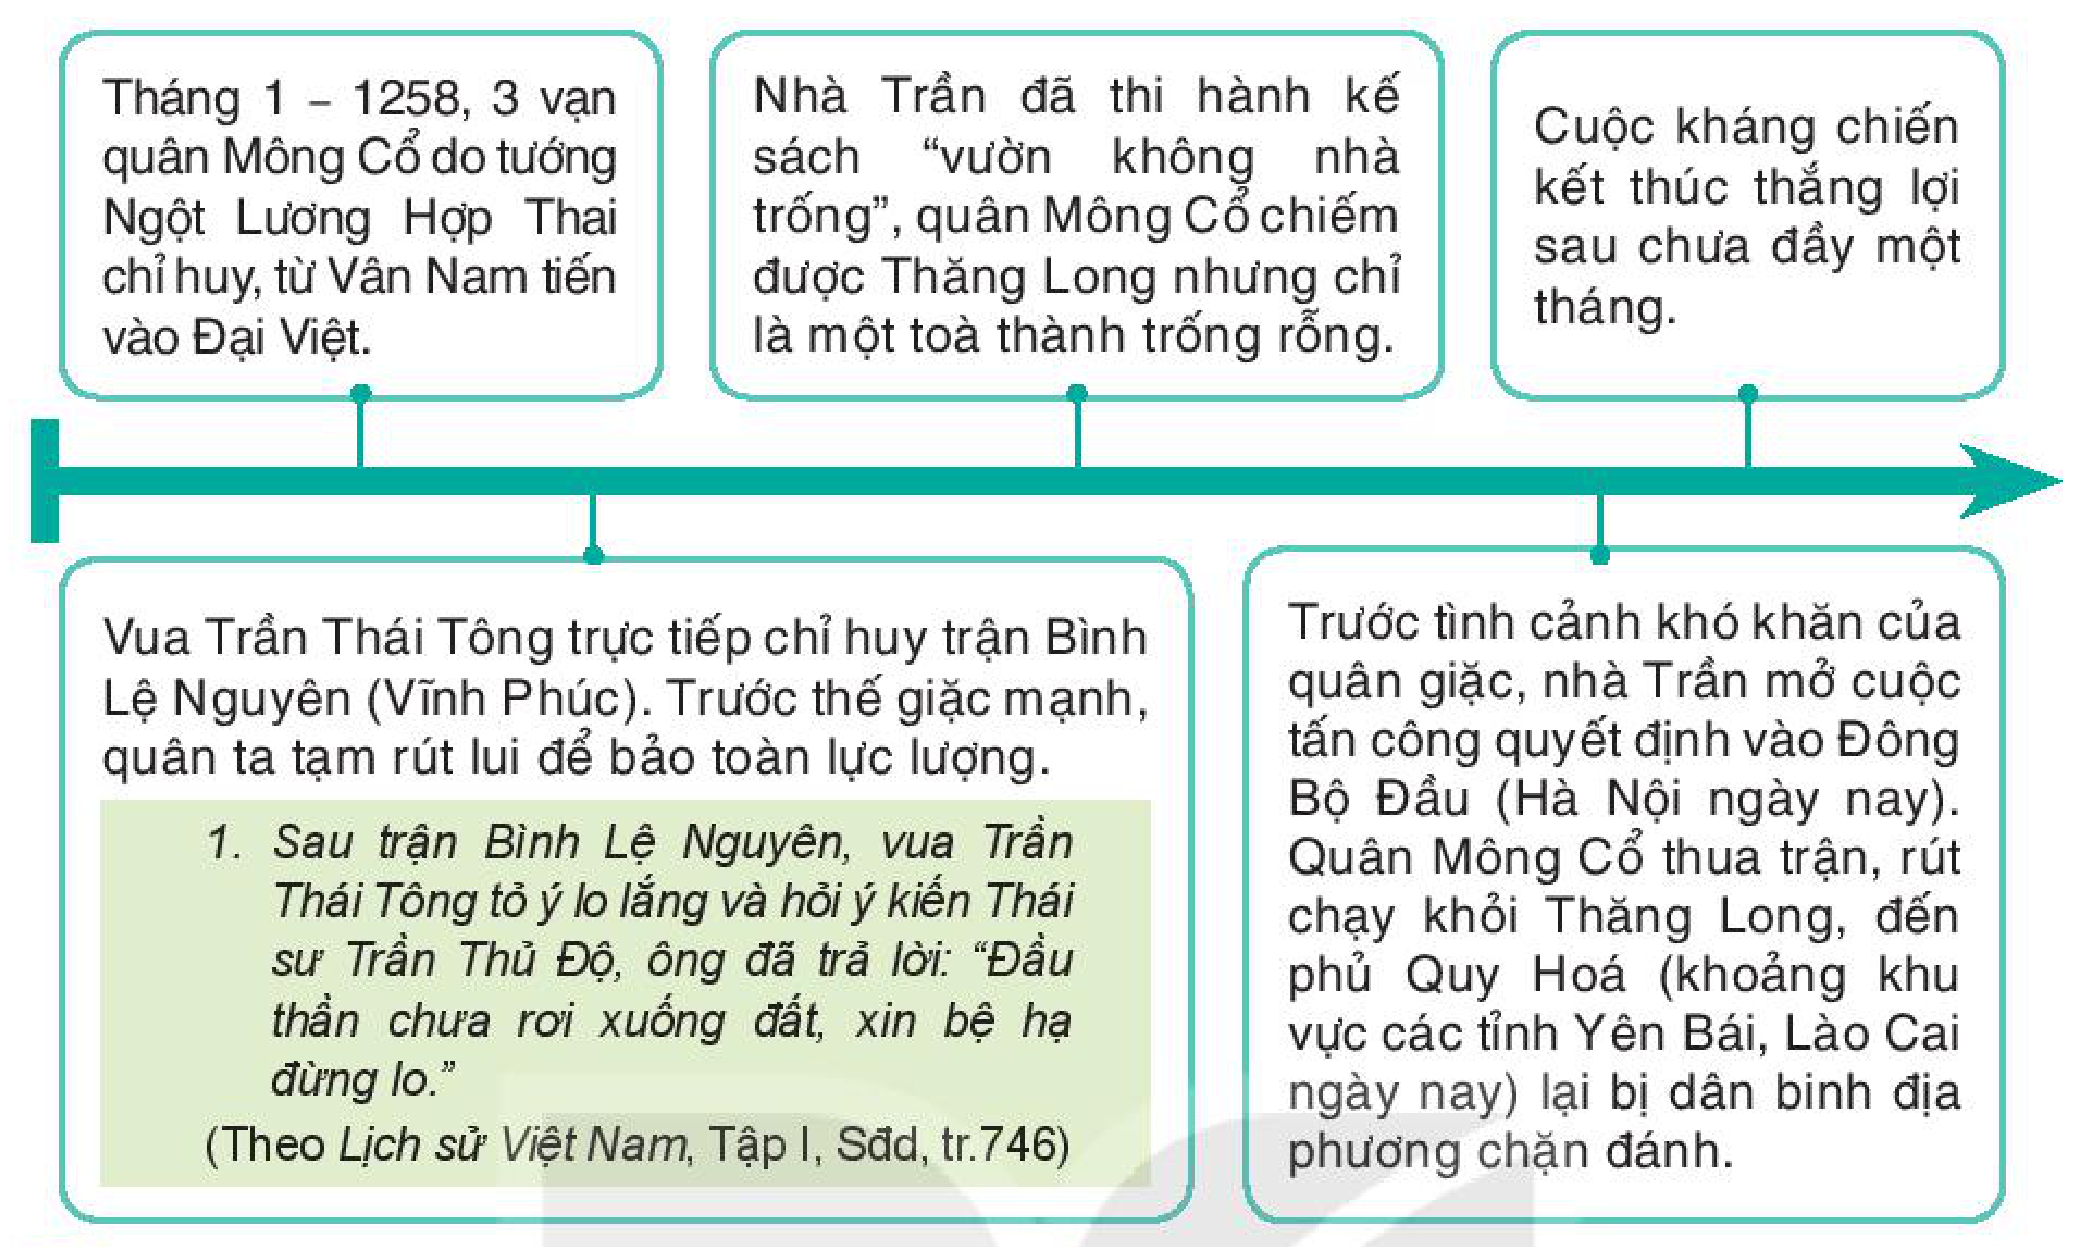 Tháng 1 – 1258, 3 vạn
quân Mông Cổ do tướng
Ngột Lương Hợp Thai
chỉ huy, từ Vân Nam tiến
vào Đại Việt.
Nhà Trần đã thi hành kế
sách “vườn không nhà
trống”, quân Mông Cổ chiếm
được Thăng Long nhưng chỉ
là một toà thành trống rỗng.
Cuộc kháng chiến
kết thúc thắng lợi
sau chưa đầy một
tháng.
Vua Trần Thái Tông trực tiếp chỉ huy trận Bình
Lệ Nguyên (Vĩnh Phúc). Trước thế giặc mạnh,
quân ta tạm rút lui để bảo toàn lực lượng.
1. Sau trận Bình Lệ Nguyên, vua Trần
Thái Tông tỏ ý lo lắng và hỏi ý kiến Thái
sư Trần Thủ Độ, ông đã trả lời: “Đầu
thần chưa rơi xuống đất, xin bệ hạ
đừng lo.”
(Theo Lịch sử Việt Nam, Tập I, Sđd, tr.746)
Trước tình cảnh khó khăn của
quân giặc, nhà Trần mở cuộc
tấn công quyết định vào Đông
Bộ Đầu (Hà Nội ngày nay).
Quân Mông Cổ thua trận, rút
chạy khỏi Thăng Long, đến
phủ Quy Hoá (khoảng khu
vực các tỉnh Yên Bái, Lào Cai
ngày nay) lại bị dân binh địa
phương chặn đánh.